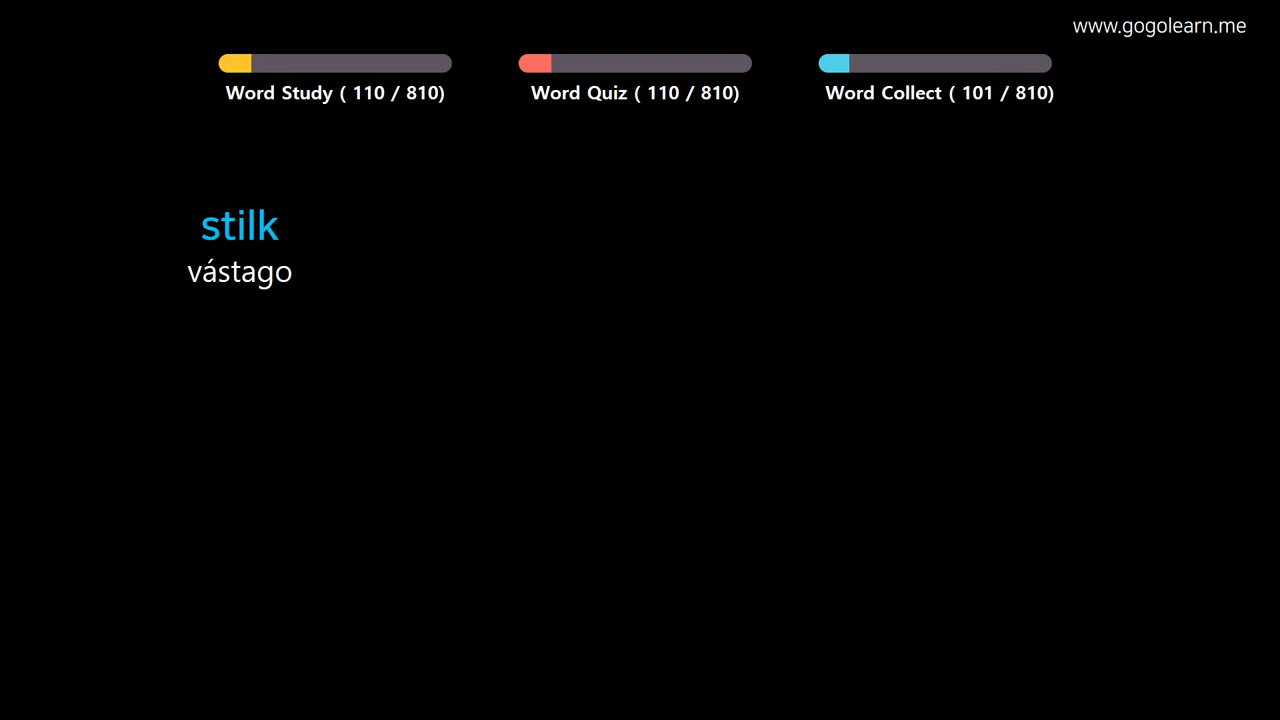 www.gogolearn.me
Word Study ( 110 / 810)
Word Quiz ( 110 / 810)
Word Collect ( 101 / 810)
stilk
vástago